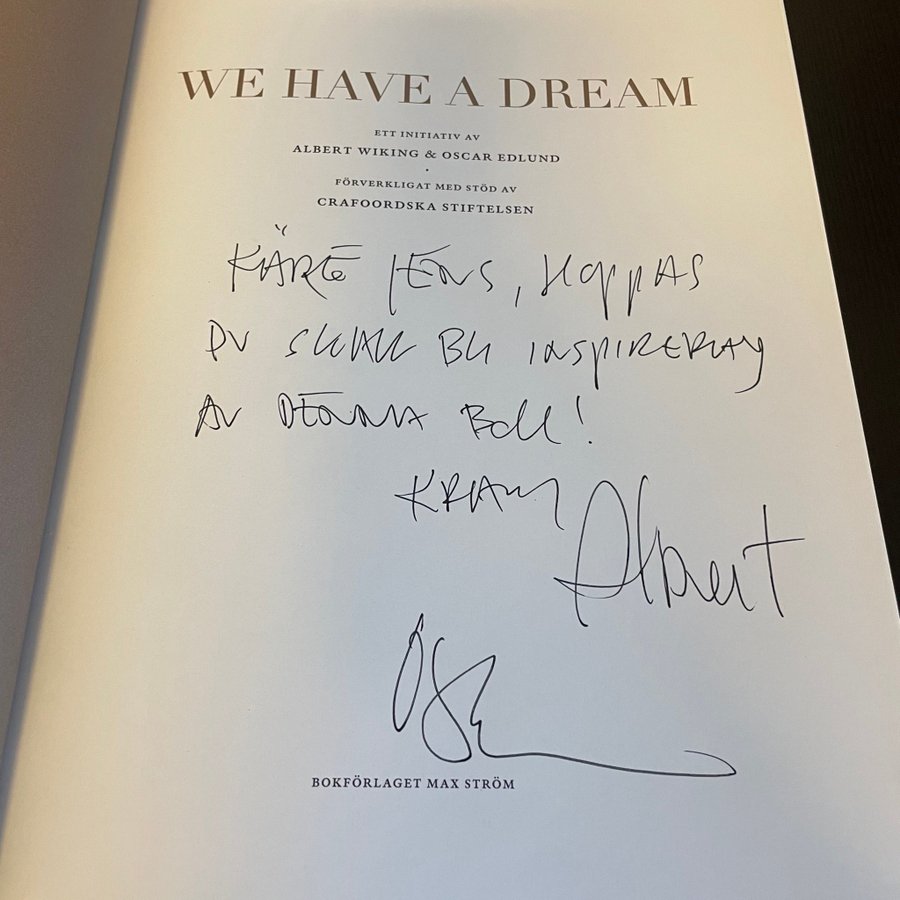 WE HAVE A DREAM
ETT INITIATIV AV
ALBERT WIKING & OSCAR EDLUND
FÖRVERKLIGAT MED STÖD AV
CRAFOORDSKA STIFTELSEN
KÄRE JENS, HOPPAS
DU SKALL BLI INSPIRERAD
AV DENNA BOK!
KRAM
Albert
BOKFÖRLAGET MAX STRÖM